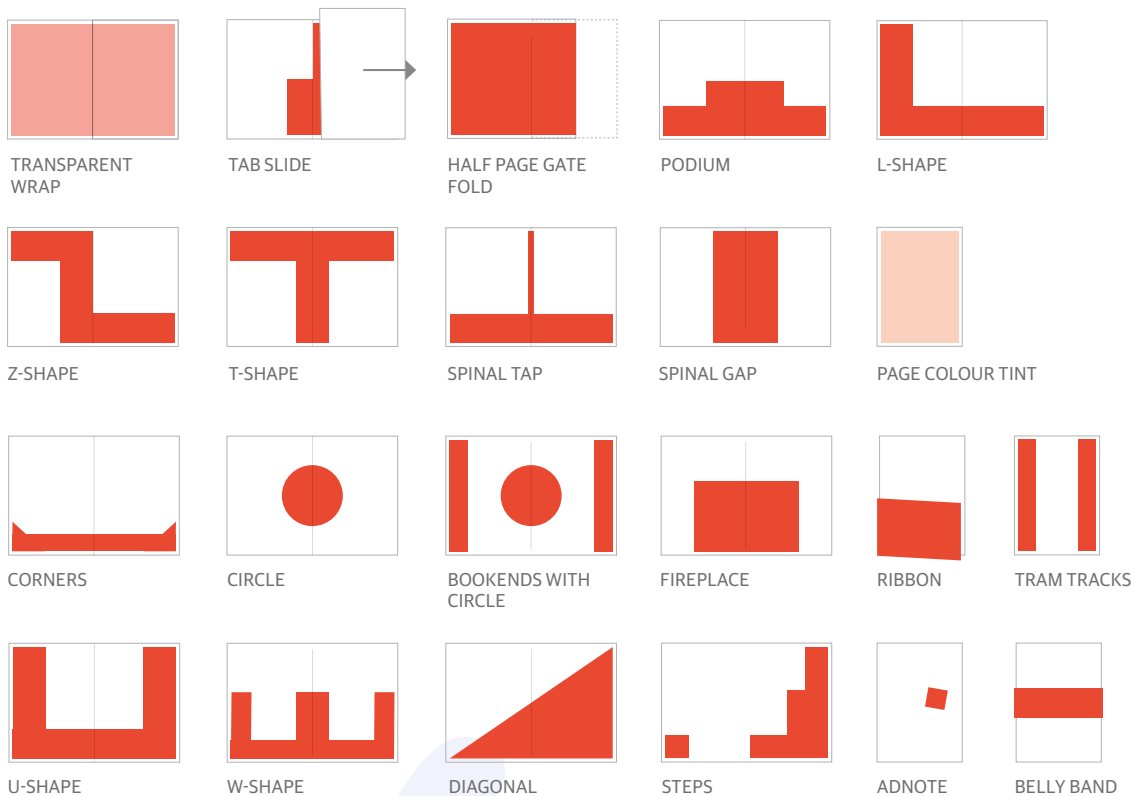 TRANSPARENT
WRAP
TAB SLIDE
HALF PAGE GATE
FOLD
PODIUM
L-SHAPE
Z-SHAPE
T-SHAPE
SPINAL TAP
SPINAL GAP
PAGE COLOUR TINT
CORNERS
CIRCLE
BOOKENDS WITH
CIRCLE
FIREPLACE
RIBBON
TRAM TRACKS
U-SHAPE
W-SHAPE
DIAGONAL
STEPS
ADNOTE
BELLY BAND